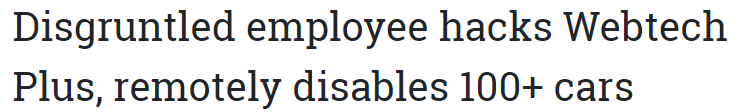 Disgruntled employee hacks Webtech
Plus, remotely disables 100+ cars